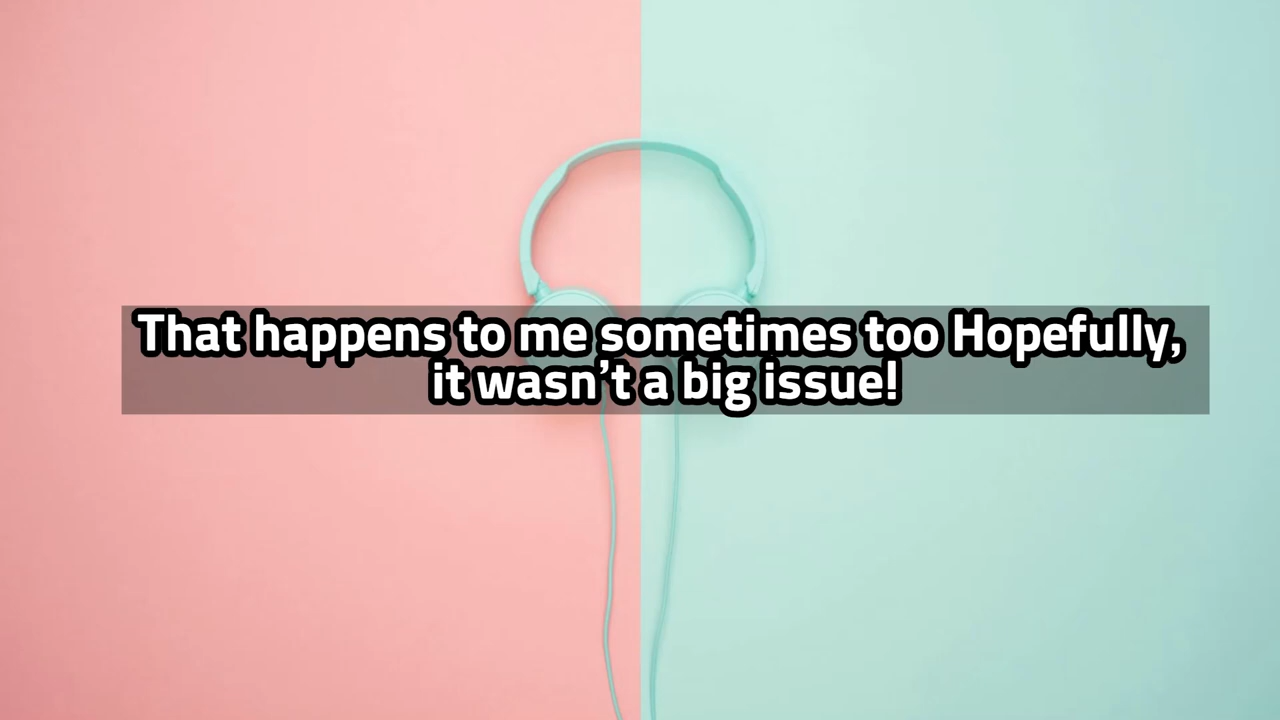 That happens to me sometimes too Hopefully,
it wasn’t a big issue!